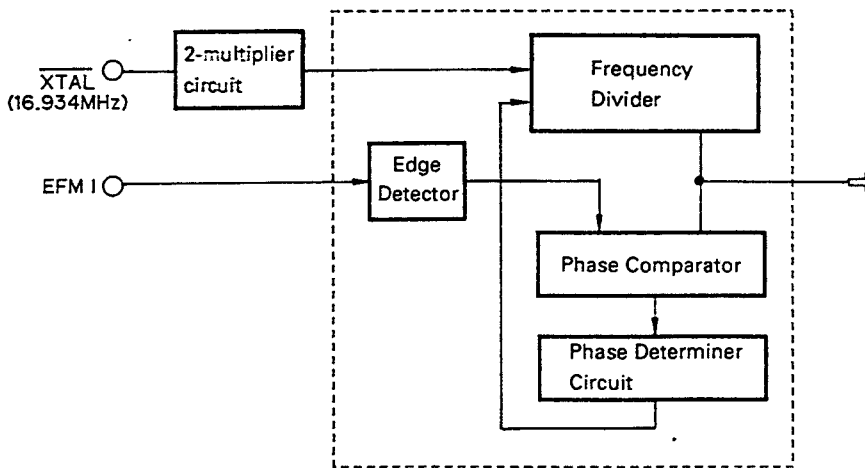 2-multiplier
circuit
XTAL
(16.934MHz)
Frequency
Divider
EFM I
Edge
Detector
Phase Comparator
Phase Determiner
Circuit